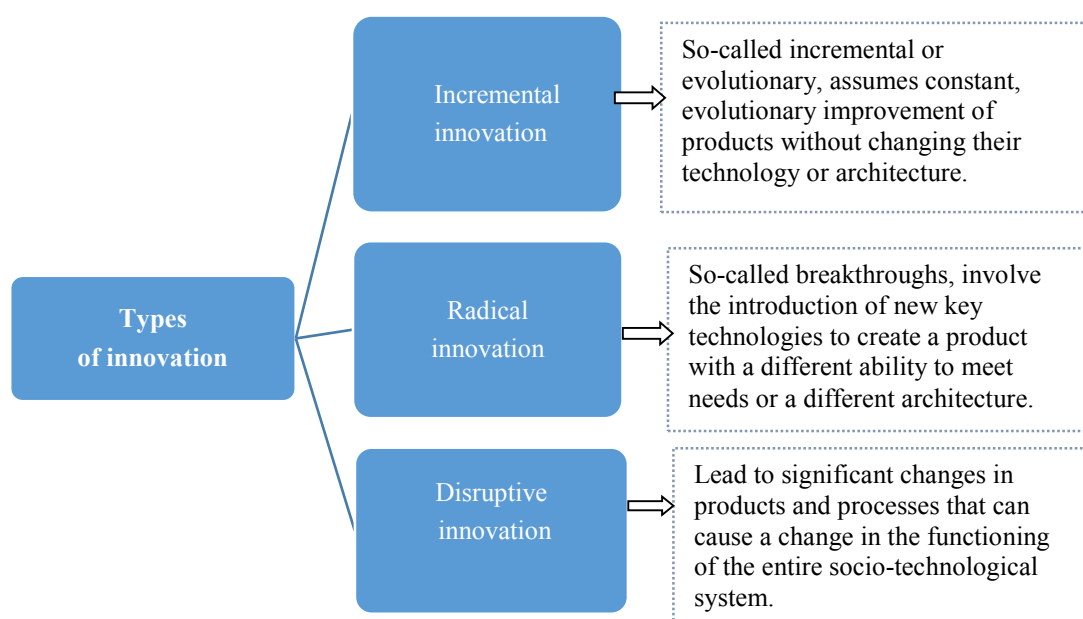 Types
of innovation
Incremental
innovation
So-called incremental or
evolutionary, assumes constant,
evolutionary improvement of
products without changing their
technology or architecture.
Radical
innovation
So-called breakthroughs, involve
the introduction of new key
technologies to create a product
with a different ability to meet
needs or a different architecture.
Disruptive
innovation
Lead to significant changes in
products and processes that can
cause a change in the functioning
of the entire socio-technological
system.